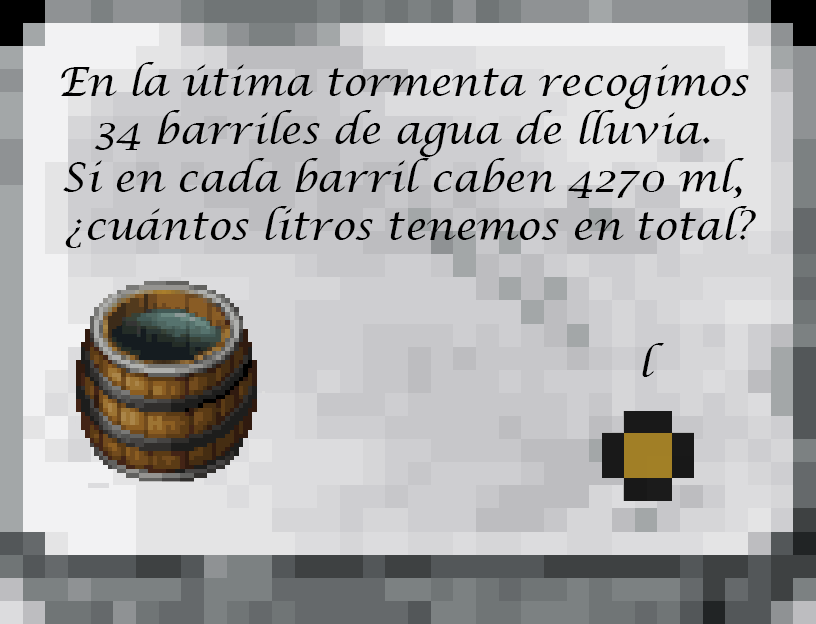 En la útima tormenta recogimos
34 barriles de agua de lluvia.
Si en cada barril caben 4270 ml,
¿cuántos litros tenemos en total?
l